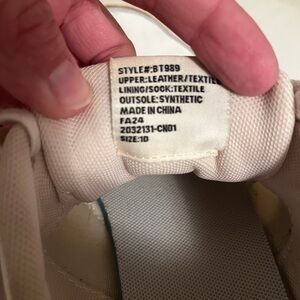 STYLE#:BT989
UPPER:LEATHER/TEXTILE
LINING/SOCK:TEXTILE
OUTSOLE:SYNTHETIC
MADE IN CHINA
FA24
2032131-CN01
SIZE:10